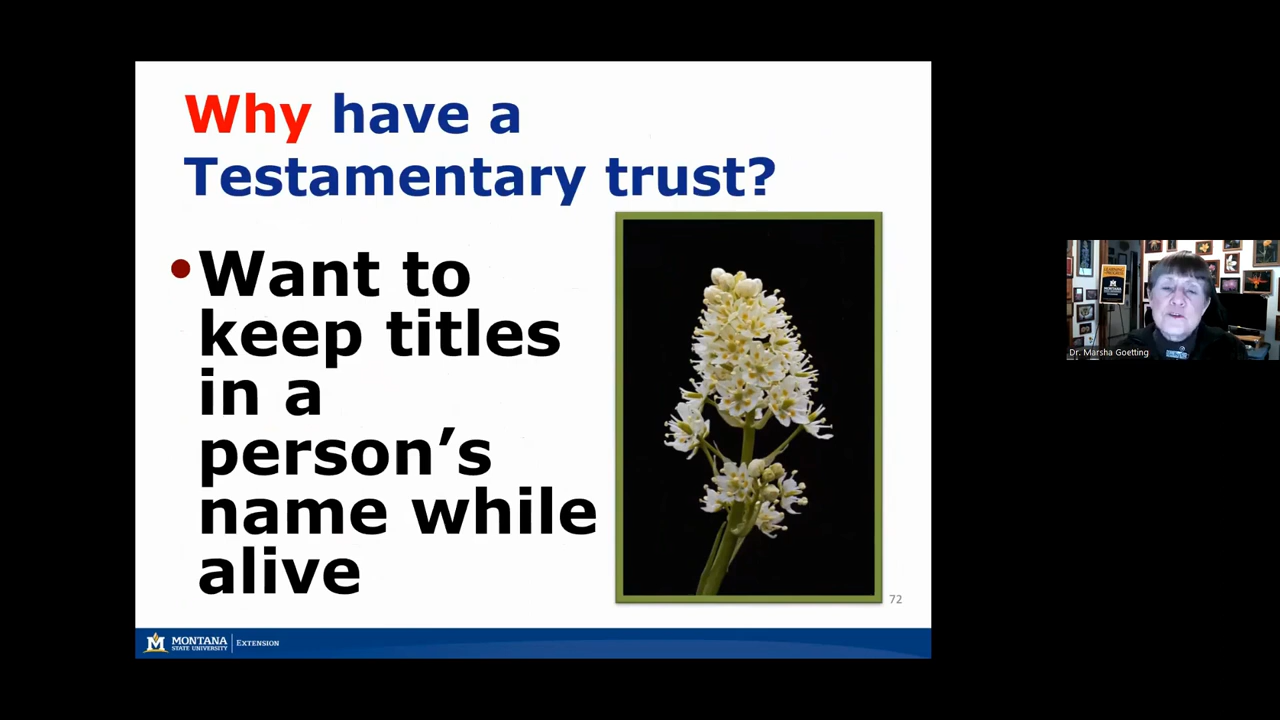 Why have a
Testamentary trust?
•Want to
keep titles
in a
person’s
name while
alive
72
M MONTANA
STATE UNIVERSITY
EXTENSION
Dr. Marsha Goetting